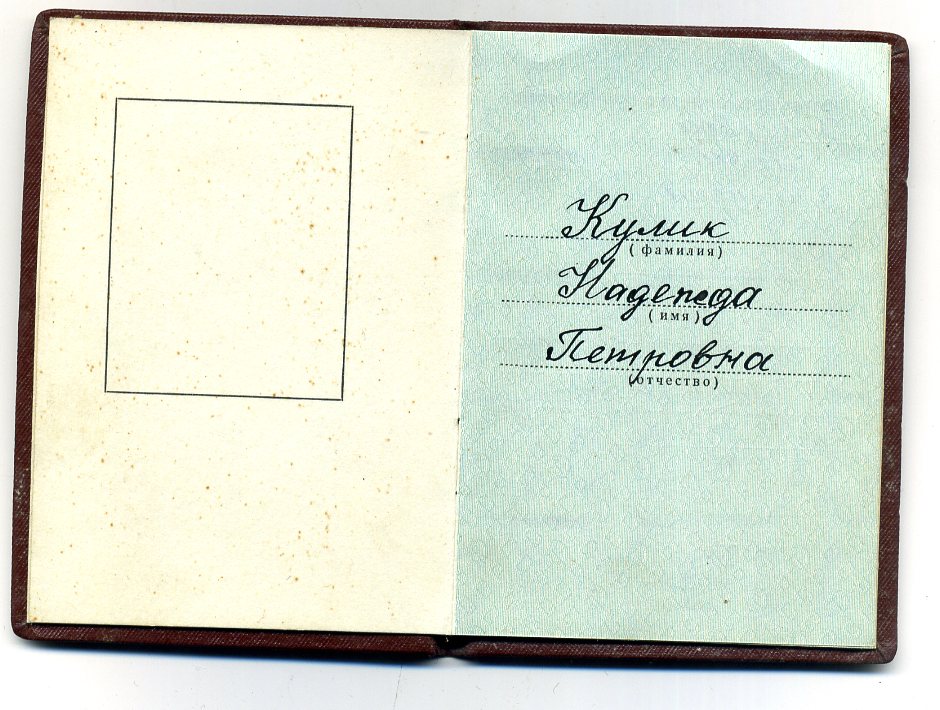 Кулик
(фамилия)
Надежда
(имя)
Петровна
(отчество)